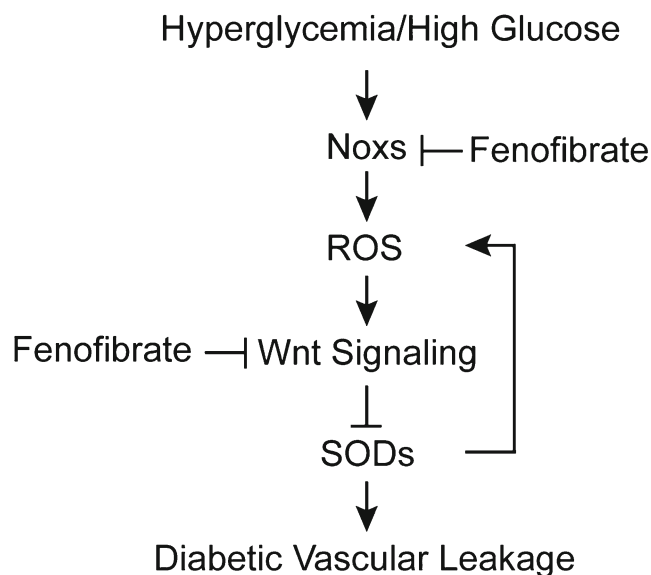 Hyperglycemia/High Glucose
Noxs
Fenofibrate
ROS
Fenofibrate
Wnt Signaling
SODs
Diabetic Vascular Leakage